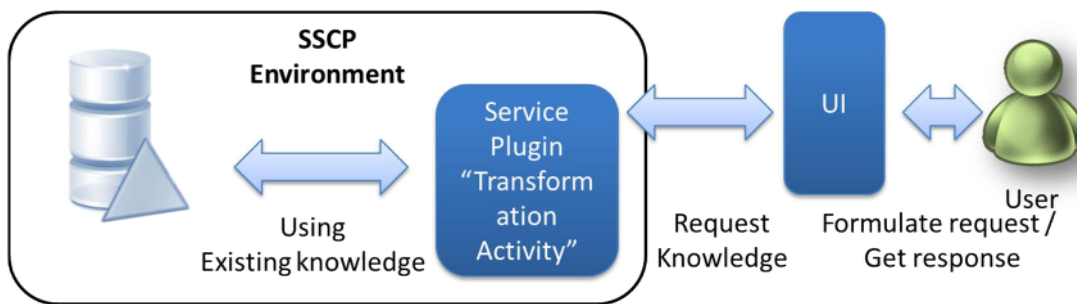 SSCP
Environment
Service
Plugin
“Transform
ation
Activity”
Using
Existing knowledge
Request
Knowledge
UI
User
Formulate request /
Get response